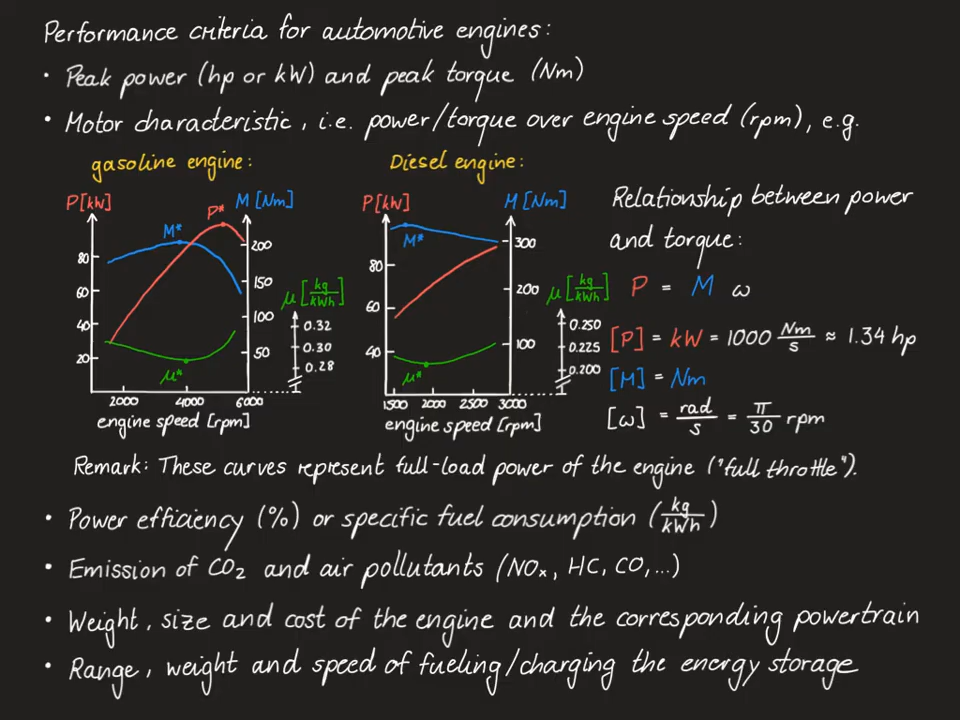 Performance criteria for automotive engines:
• Peak power (hp or kW) and peak torque (Nm)
• Motor characteristic, i.e. power/torque over engine speed (rpm), e.g.
gasoline engine:
P[kW]
P*
M [Nm]
M*
200
80
150
60
μ [kg/kWh]
100
0.32
40
0.30
50
0.28
20
μ*
2000 4000 6000
engine speed [rpm]
Diesel engine:
P[kW]
M [Nm]
M*
300
80
200
μ [kg/kWh]
60
0.250
100
0.225
40
0.200
μ*
1500 2000 2500 3000
engine speed [rpm]
Relationship between power
and torque:
P = M ω
[P] = kW = 1000 Nm/s ≈ 1.34 hp
[M] = Nm
[ω] = rad/s = π/30 rpm
Remark: These curves represent full-load power of the engine ("full throttle").
• Power efficiency (%) or specific fuel consumption (kg/kWh)
• Emission of CO₂ and air pollutants (NOₓ, HC, CO,...)
• Weight, size and cost of the engine and the corresponding powertrain
• Range, weight and speed of fueling/charging the energy storage